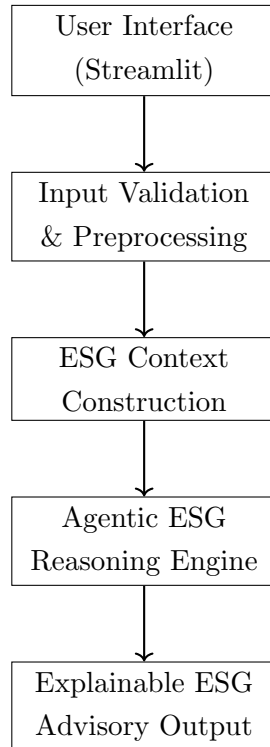 User Interface
(Streamlit)
Input Validation
& Preprocessing
ESG Context
Construction
Agentic ESG
Reasoning Engine
Explainable ESG
Advisory Output